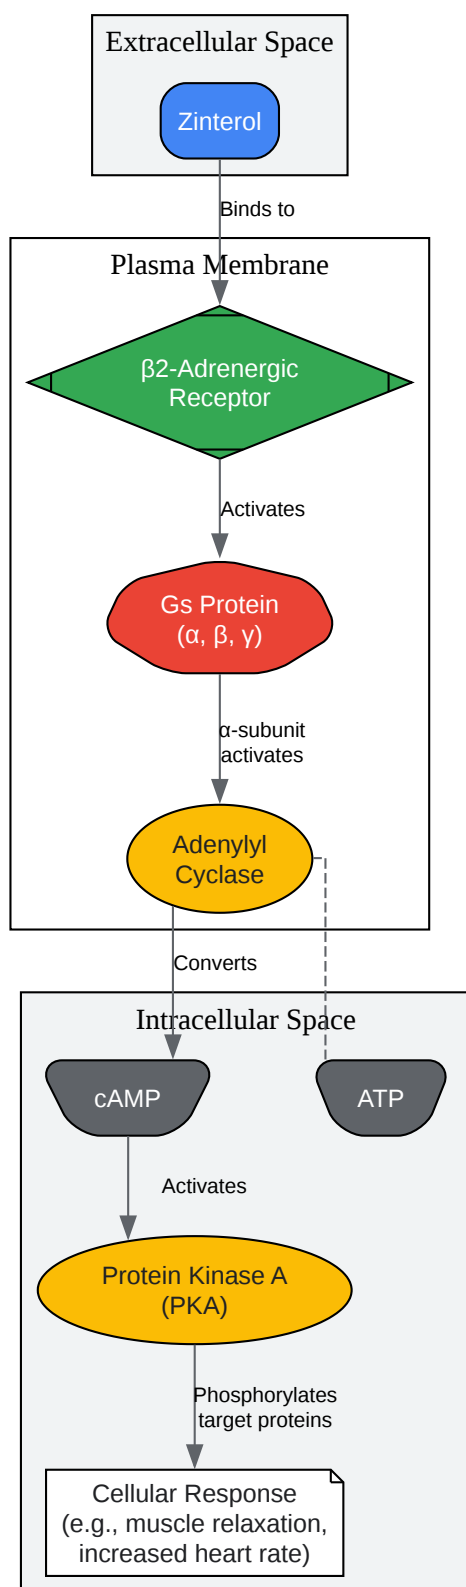 Extracellular Space
Zinterol
Binds to
Plasma Membrane
β2-Adrenergic
Receptor
Activates
Gs Protein
(α, β, γ)
α-subunit
activates
Adenylyl
Cyclase
Converts
Intracellular Space
cAMP
ATP
Activates
Protein Kinase A
(PKA)
Phosphorylates
target proteins
Cellular Response
(e.g., muscle relaxation,
increased heart rate)